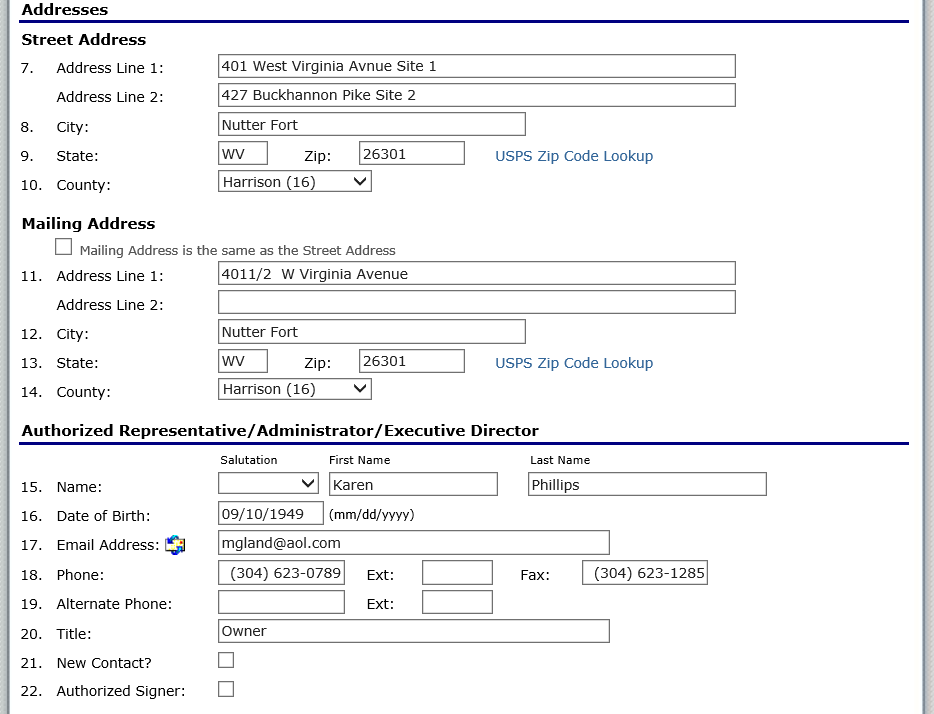 Addresses
Street Address
7. Address Line 1: 401 West Virginia Avnue Site 1
Address Line 2: 427 Buckhannon Pike Site 2
8. City: Nutter Fort
9. State: WV Zip: 26301 USPS Zip Code Lookup
10. County: Harrison (16)
Mailing Address
Mailing Address is the same as the Street Address
11. Address Line 1: 4011/2  W Virginia Avenue
Address Line 2:
12. City: Nutter Fort
13. State: WV Zip: 26301 USPS Zip Code Lookup
14. County: Harrison (16)
Authorized Representative/Administrator/Executive Director
Salutation First Name Last Name
15. Name: Karen Phillips
16. Date of Birth: 09/10/1949 (mm/dd/yyyy)
17. Email Address: mgland@aol.com
18. Phone: (304) 623-0789 Ext: Fax: (304) 623-1285
19. Alternate Phone: Ext:
20. Title: Owner
21. New Contact?
22. Authorized Signer: